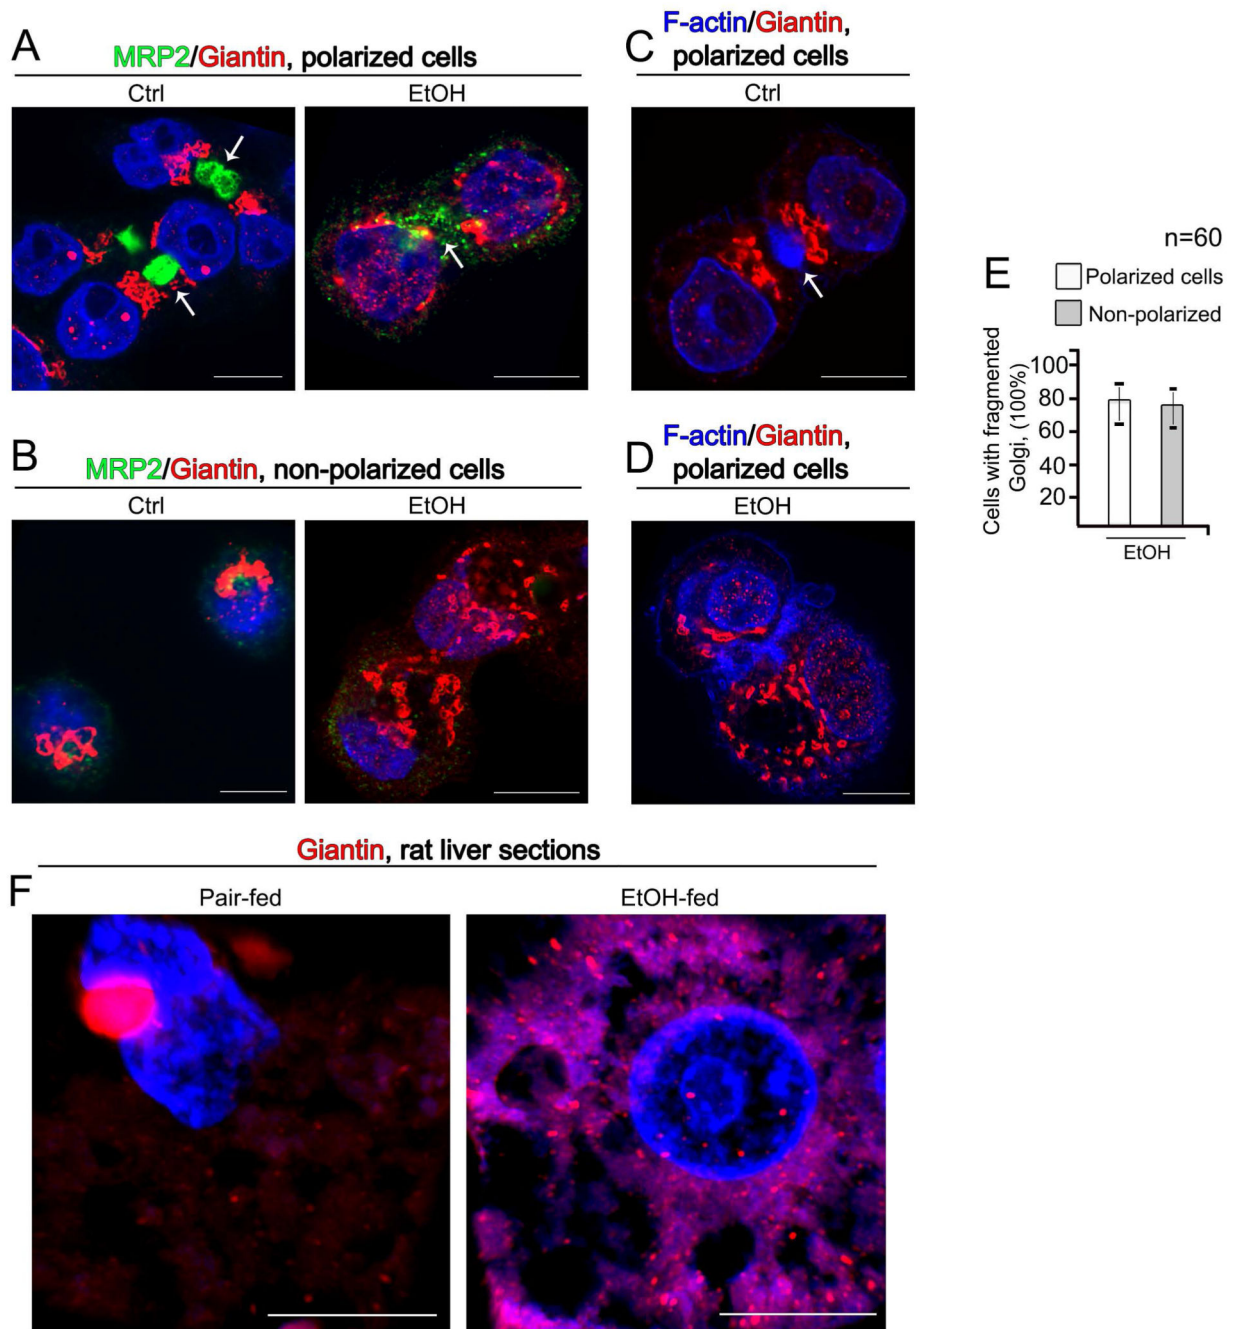 A
MRP2/Giantin, polarized cells
Ctrl
EtOH
C
F-actin/Giantin,
polarized cells
Ctrl
n=60
E
Polarized cells
Non-polarized
Cells with fragmented
Golgi, (100%)
100
80
60
40
20
EtOH
B
MRP2/Giantin, non-polarized cells
Ctrl
EtOH
D
F-actin/Giantin,
polarized cells
EtOH
F
Giantin, rat liver sections
Pair-fed
EtOH-fed